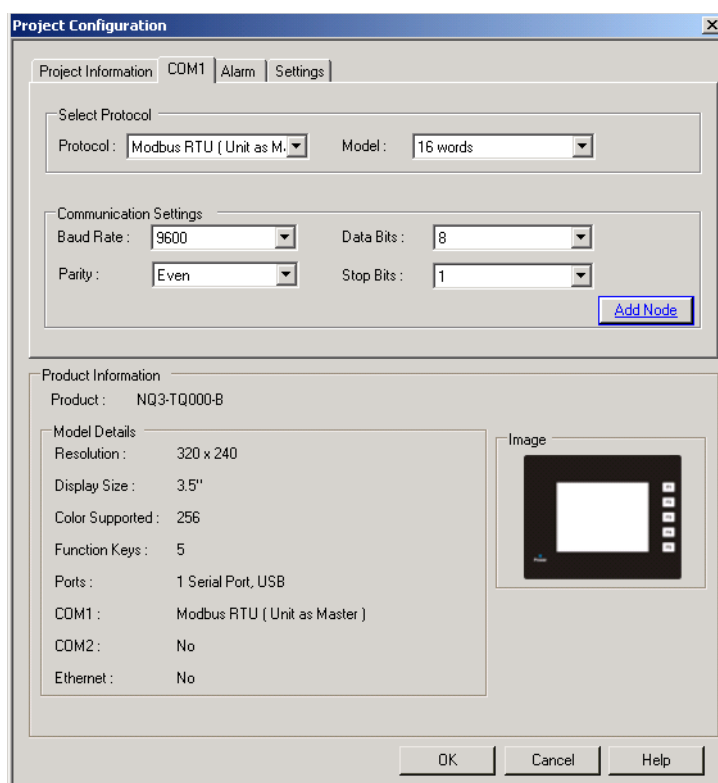 Project Configuration
Project Information COM1 Alarm Settings
Select Protocol
Protocol : Modbus RTU ( Unit as M. Model : 16 words
Communication Settings
Baud Rate : 9600 Data Bits : 8
Parity : Even Stop Bits : 1
Add Node
Product Information
Product : NQ3-TQ000-B
Model Details
Image
Resolution : 320 x 240
Display Size : 3.5''
Color Supported : 256
Function Keys : 5
Ports : 1 Serial Port, USB
COM1 : Modbus RTU ( Unit as Master )
COM2 : No
Ethernet : No
OK Cancel Help